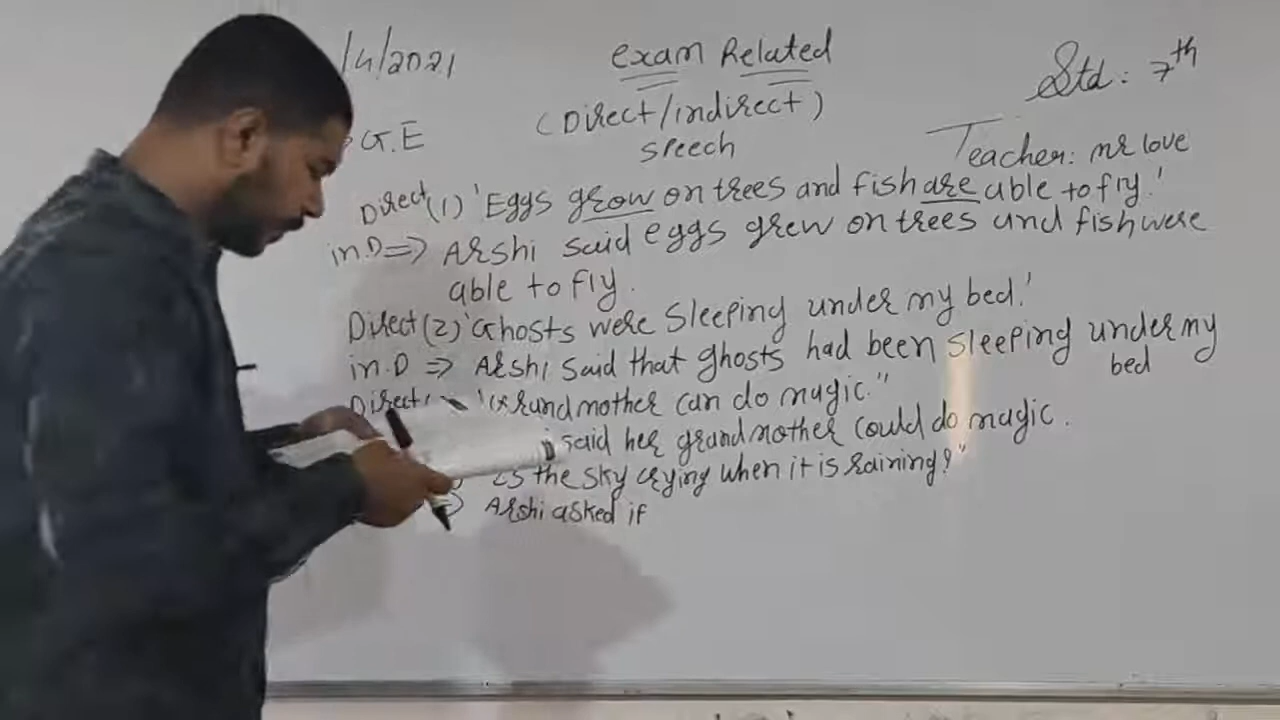 /4/2021
exam Related
Std: 7th
G.E
(Direct/indirect)
speech
Teacher: mr love
Direct (1) 'Eggs grow on trees and fish are able to fly.'
in.D => Arshi said eggs grew on trees and fish were
able to fly.
Direct (2) 'Ghosts were sleeping under my bed.'
in.D => Arshi said that ghosts had been sleeping under my
bed
Direct 'Grandmother can do magic."
said her grandmother could do magic.
Is the sky crying when it is raining?"
Arshi asked if